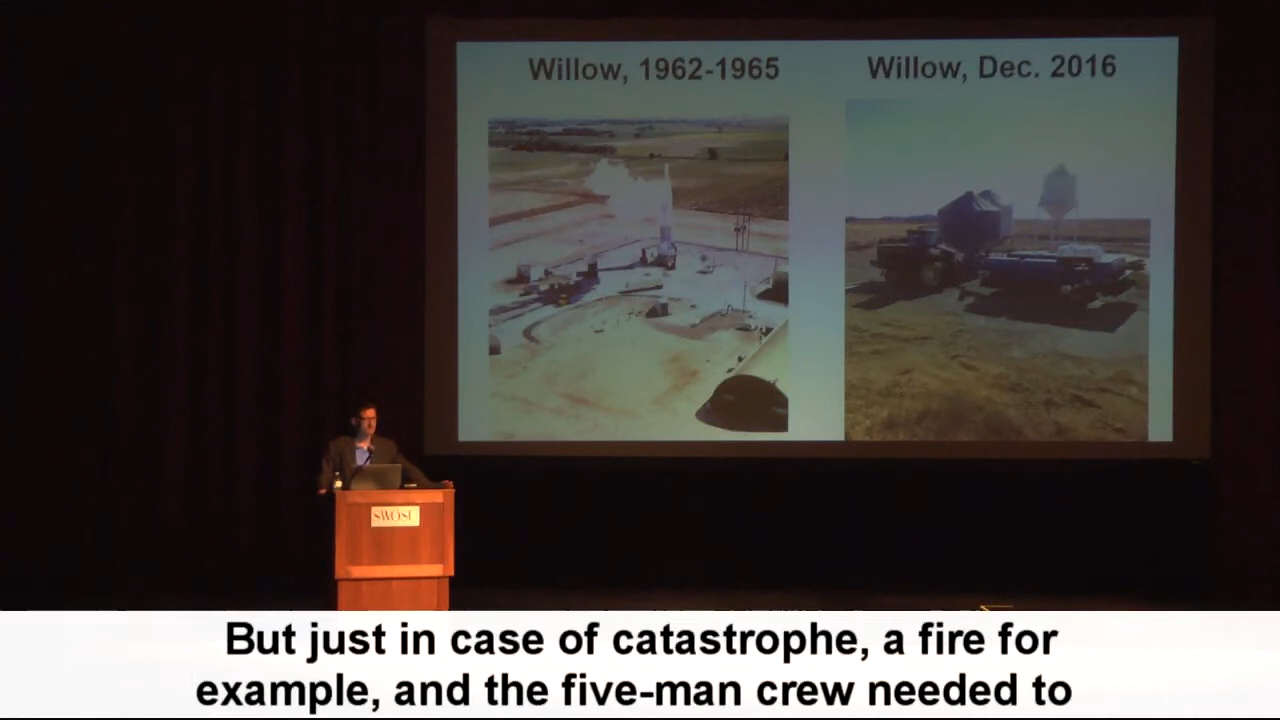 Willow, 1962-1965
Willow, Dec. 2016
SWOSU
But just in case of catastrophe, a fire for
example, and the five-man crew needed to